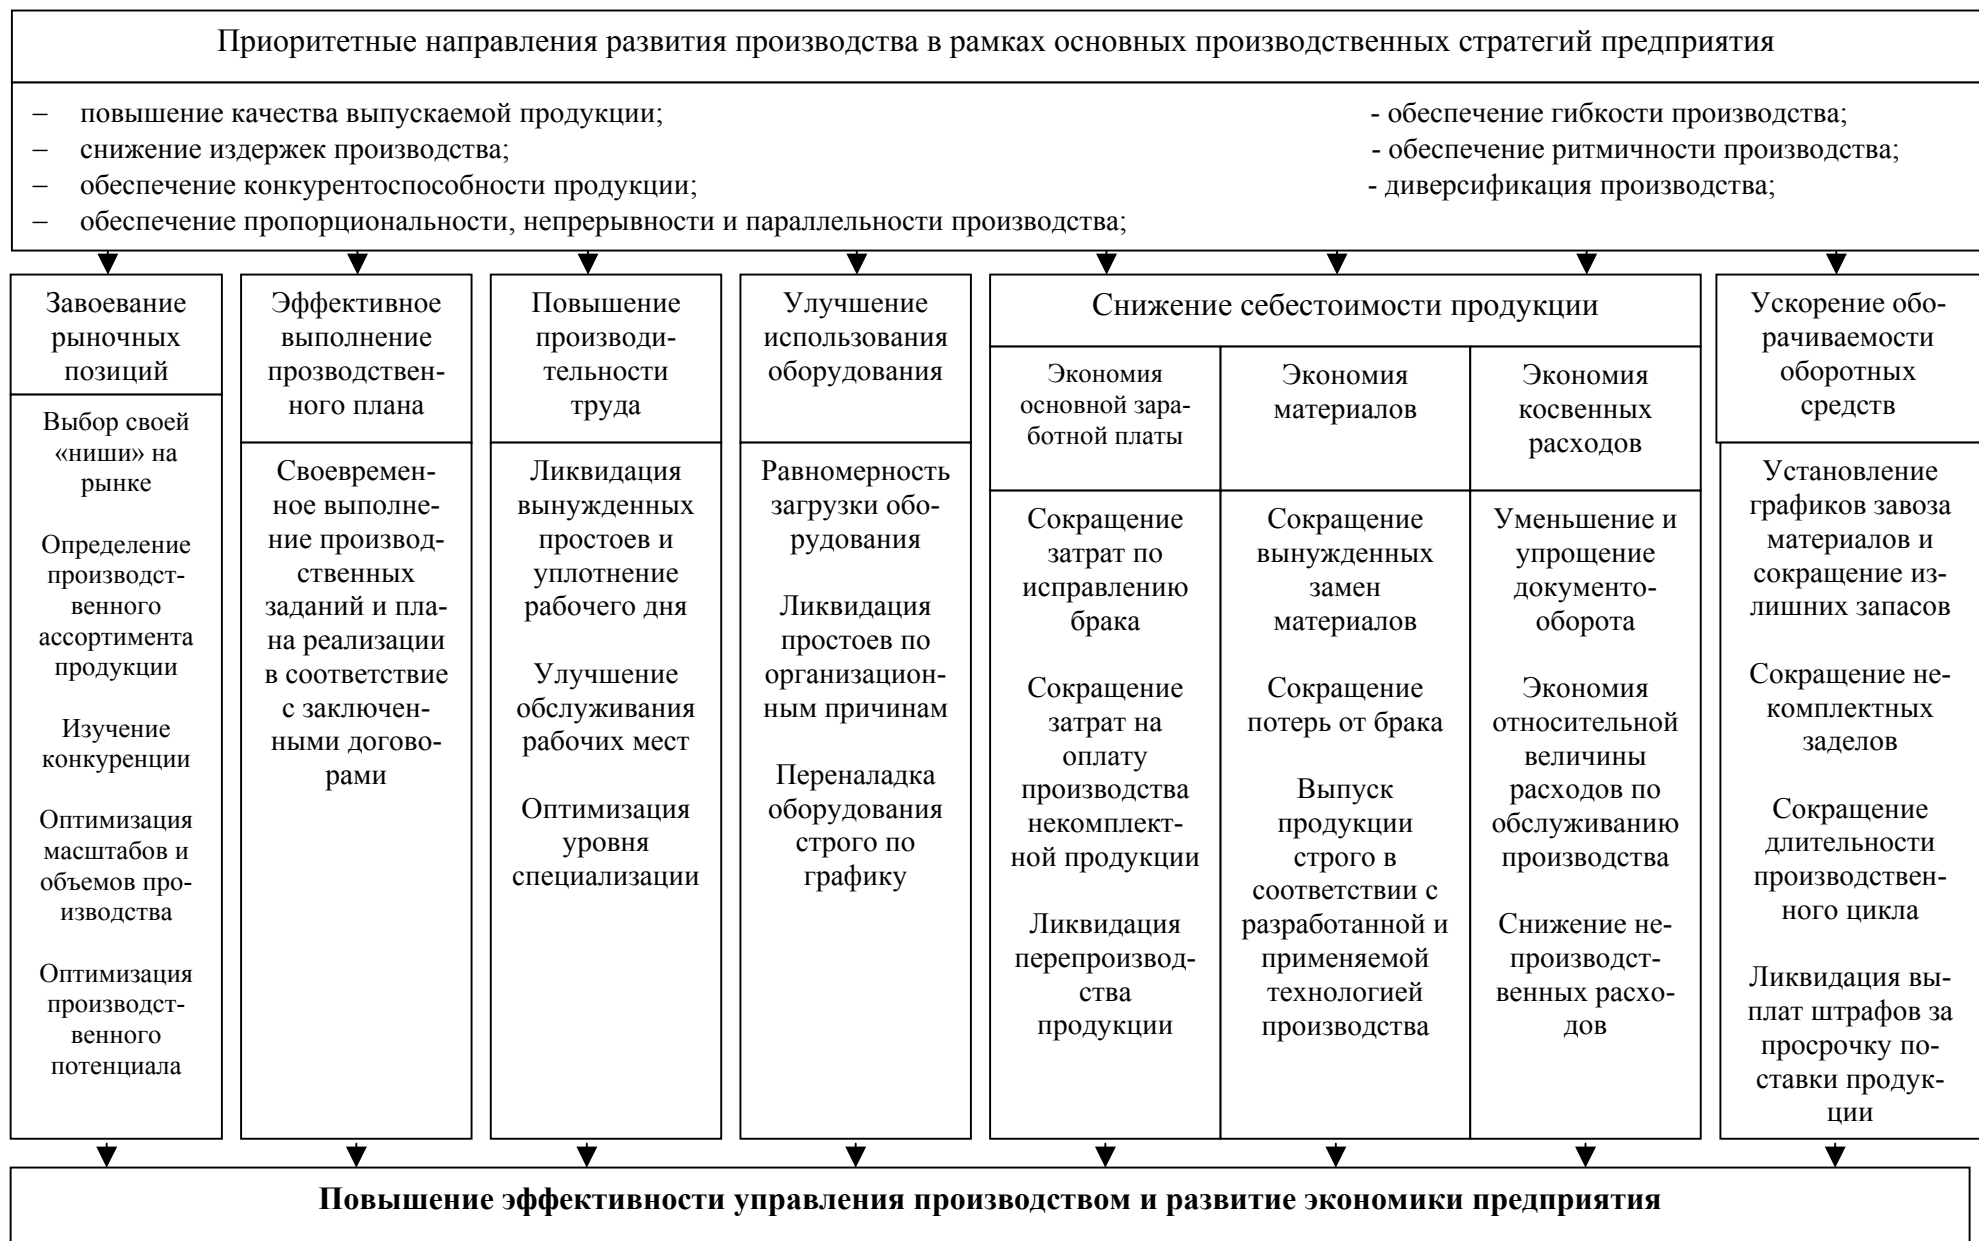 Приоритетные направления развития производства в рамках основных производственных стратегий предприятия
– повышение качества выпускаемой продукции;
– снижение издержек производства;
– обеспечение конкурентоспособности продукции;
– обеспечение пропорциональности, непрерывности и параллельности производства;
- обеспечение гибкости производства;
- обеспечение ритмичности производства;
- диверсификация производства;
Завоевание
рыночных
позиций
Выбор своей
«ниши» на
рынке
Определение
производст-
венного
ассортимента
продукции
Изучение
конкуренции
Оптимизация
масштабов и
объемов про-
изводства
Оптимизация
производст-
венного
потенциала
Эффективное
выполнение
прозводствен-
ного плана
Своевремен-
ное выполне-
ние производ-
ственных
заданий и пла-
на реализации
в соответствие
с заключен-
ными догово-
рами
Повышение
производи-
тельности
труда
Ликвидация
вынужденных
простоев и
уплотнение
рабочего дня
Улучшение
обслуживания
рабочих мест
Оптимизация
уровня
специализации
Улучшение
использования
оборудования
Равномерность
загрузки обо-
рудования
Ликвидация
простоев по
организацион-
ным причинам
Переналадка
оборудования
строго по
графику
Снижение себестоимости продукции
Экономия
основной зара-
ботной платы
Сокращение
затрат по
исправлению
брака
Сокращение
затрат на
оплату
производства
некомплект-
ной продукции
Ликвидация
перепроизвод-
ства
продукции
Экономия
материалов
Сокращение
вынужденных
замен
материалов
Сокращение
потерь от брака
Выпуск
продукции
строго в
соответствии с
разработанной и
применяемой
технологией
производства
Экономия
косвенных
расходов
Уменьшение и
упрощение
документо-
оборота
Экономия
относительной
величины
расходов по
обслуживанию
производства
Снижение не-
производст-
венных расхо-
дов
Ускорение обо-
рачиваемости
оборотных
средств
Установление
графиков завоза
материалов и
сокращение из-
лишних запасов
Сокращение не-
комплектных
заделов
Сокращение
длительности
производствен-
ного цикла
Ликвидация вы-
плат штрафов за
просрочку по-
ставки продук-
ции
Повышение эффективности управления производством и развитие экономики предприятия